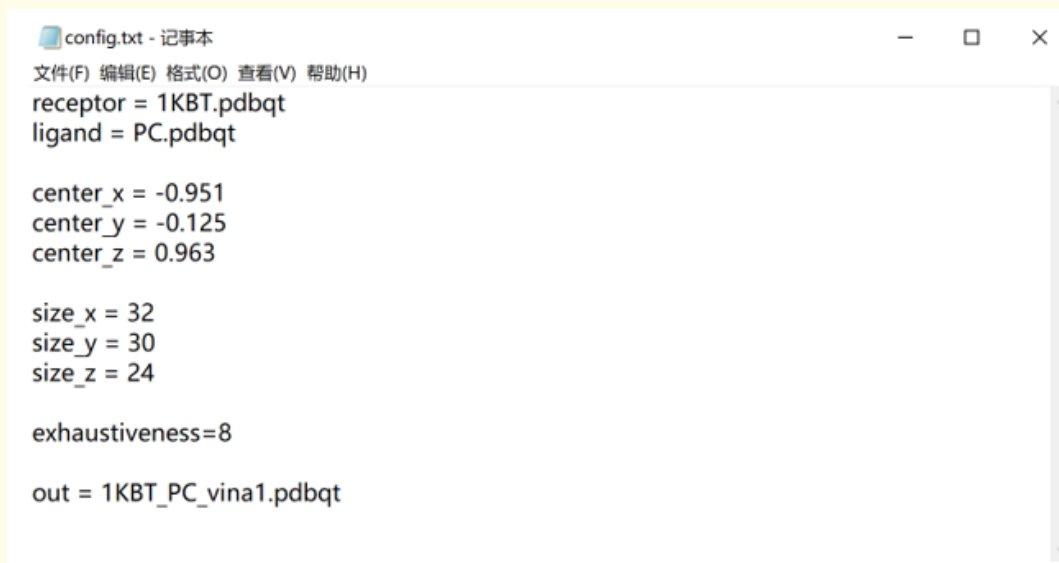 config.txt - 记事本
文件(F) 编辑(E) 格式(O) 查看(V) 帮助(H)
receptor = 1KBT.pdbqt
ligand = PC.pdbqt
center_x = -0.951
center_y = -0.125
center_z = 0.963
size_x = 32
size_y = 30
size_z = 24
exhaustiveness=8
out = 1KBT_PC_vina1.pdbqt